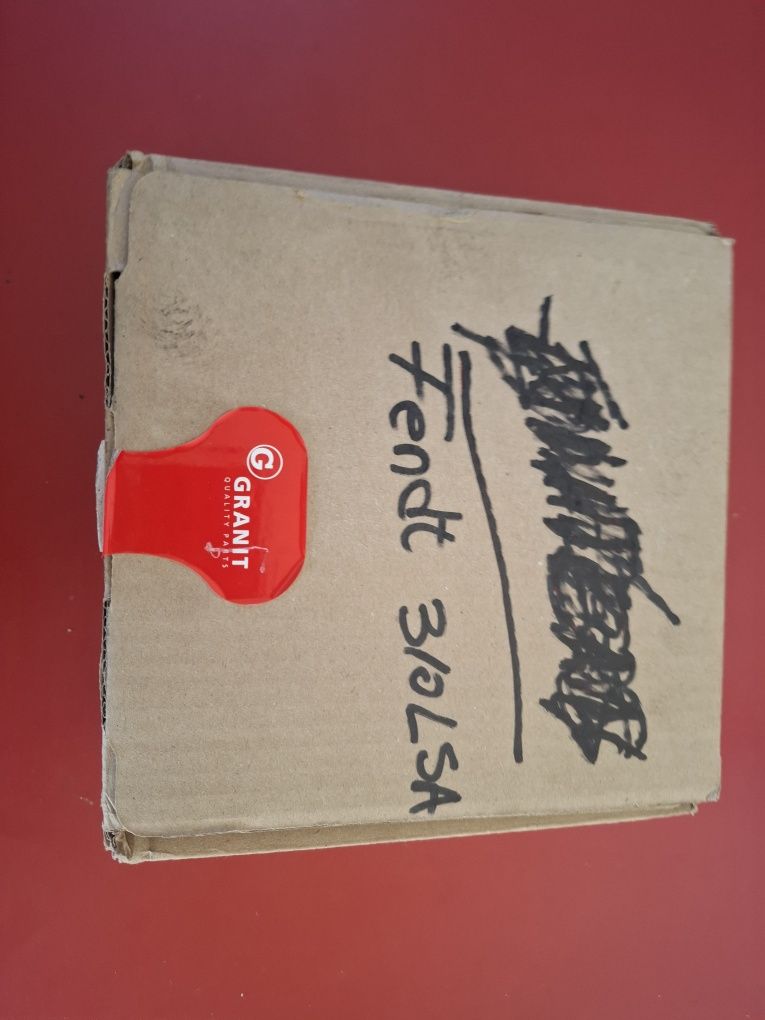 Fendt 310LSA
GRANIT
QUALITY PARTS